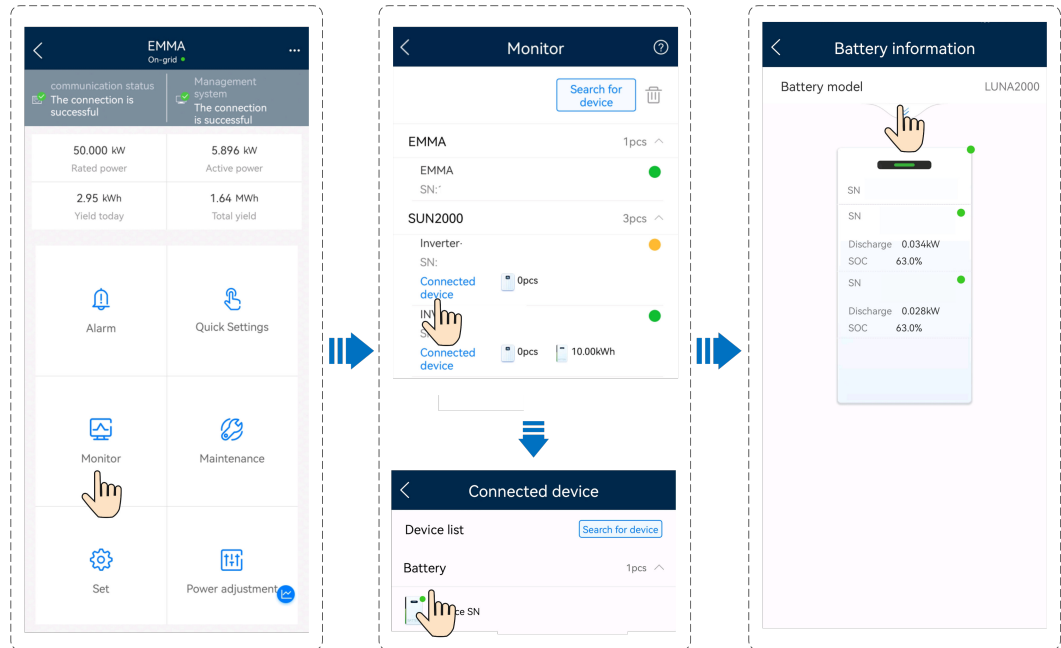 EMMA
On-grid
communication status
The connection is
successful
Management
system
The connection
is successful
50.000 kW
Rated power
5.896 kW
Active power
2.95 kWh
Yield today
1.64 MWh
Total yield
Alarm
Quick Settings
Monitor
Maintenance
Set
Power adjustment
Monitor
Search for
device
EMMA
1pcs
EMMA
SN:
SUN2000
3pcs
Inverter
SN:
Connected
device
0pcs
Connected
device
0pcs
10.00kWh
Connected device
Device list
Search for device
Battery
1pcs
SN
Battery information
Battery model
LUNA2000
SN
SN
Discharge 0.034kW
SOC 63.0%
SN
Discharge 0.028kW
SOC 63.0%